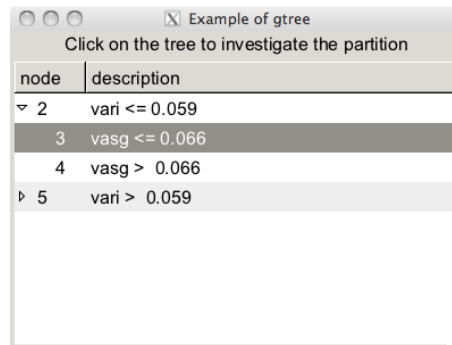 Example of gtree
Click on the tree to investigate the partition
node description
2 vari <= 0.059
3 vasg <= 0.066
4 vasg > 0.066
5 vari > 0.059